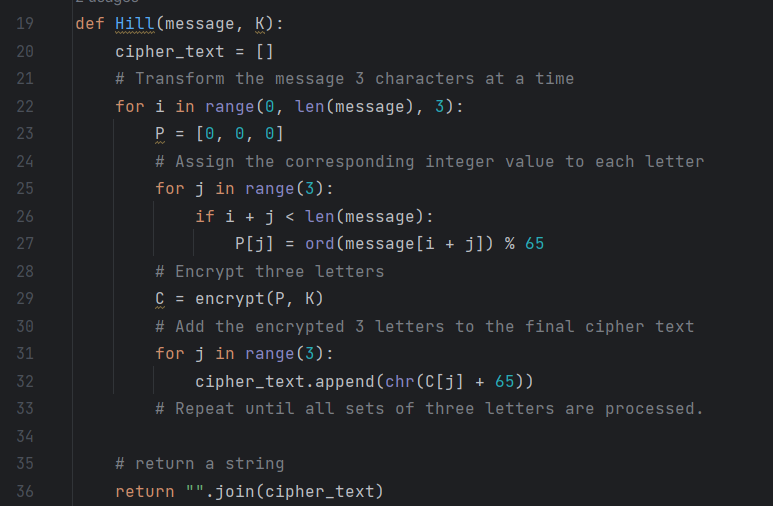 2 usages
19 def Hill(message, K):
20     cipher_text = []
21     # Transform the message 3 characters at a time
22     for i in range(0, len(message), 3):
23         P = [0, 0, 0]
24         # Assign the corresponding integer value to each letter
25         for j in range(3):
26             if i + j < len(message):
27                 P[j] = ord(message[i + j]) % 65
28         # Encrypt three letters
29         C = encrypt(P, K)
30         # Add the encrypted 3 letters to the final cipher text
31         for j in range(3):
32             cipher_text.append(chr(C[j] + 65))
33         # Repeat until all sets of three letters are processed.
34
35     # return a string
36     return "".join(cipher_text)